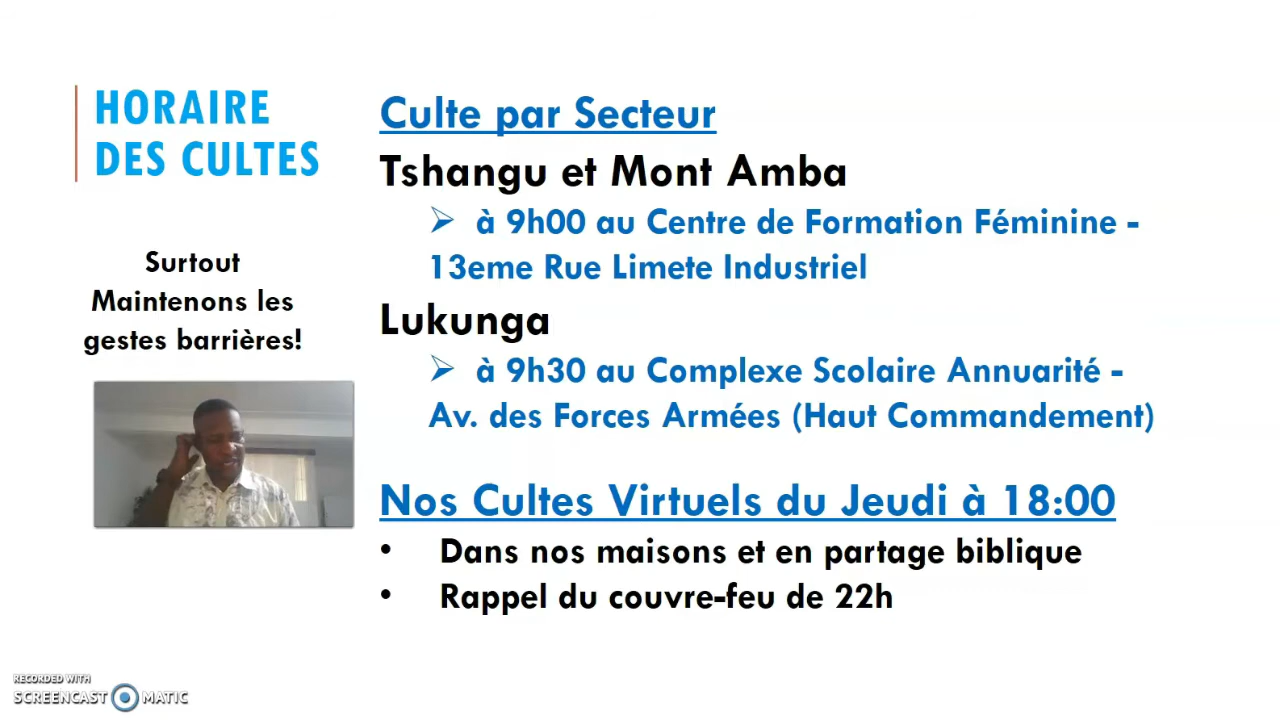 HORAIRE
DES CULTES
Surtout
Maintenons les
gestes barrières!
Culte par Secteur
Tshangu et Mont Amba
à 9h00 au Centre de Formation Féminine -
13eme Rue Limete Industriel
Lukunga
à 9h30 au Complexe Scolaire Annuarité -
Av. des Forces Armées (Haut Commandement)
Nos Cultes Virtuels du Jeudi à 18:00
• Dans nos maisons et en partage biblique
• Rappel du couvre-feu de 22h
RECORDED WITH
SCREENCAST MATIC